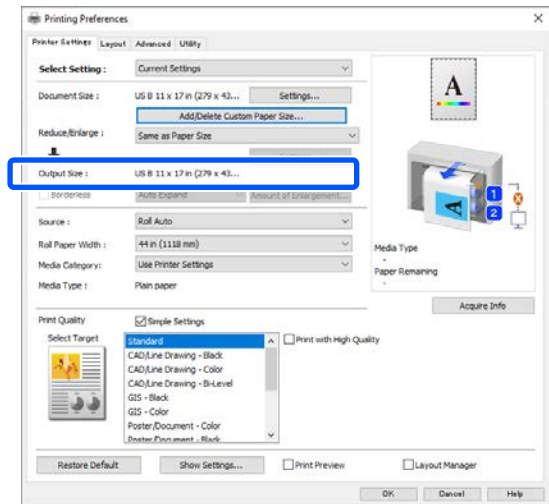 Printing Preferences
Printer Settings Layout Advanced Utility
Select Setting : Current Settings
Document Size : US B 11 x 17 in (279 x 43... Settings...
Add/Delete Custom Paper Size...
Reduce/Enlarge : Same as Paper Size
Output Size : US B 11 x 17 in (279 x 43...
Borderless Auto Expand Amount of Enlargement...
Source : Roll Auto
Roll Paper Width : 44 in (1118 mm)
Media Category: Use Printer Settings
Media Type : Plain paper
A
A
1
2
Media Type
-
Paper Remaining
-
Acquire Info
Print Quality Simple Settings
Select Target Standard Print with High Quality
CAD/Line Drawing - Black
CAD/Line Drawing - Color
CAD/Line Drawing - Bi-Level
GIS - Black
GIS - Color
Poster/Document - Color
Poster/Document - Black
Restore Default Show Settings... Print Preview Layout Manager
OK Cancel Help